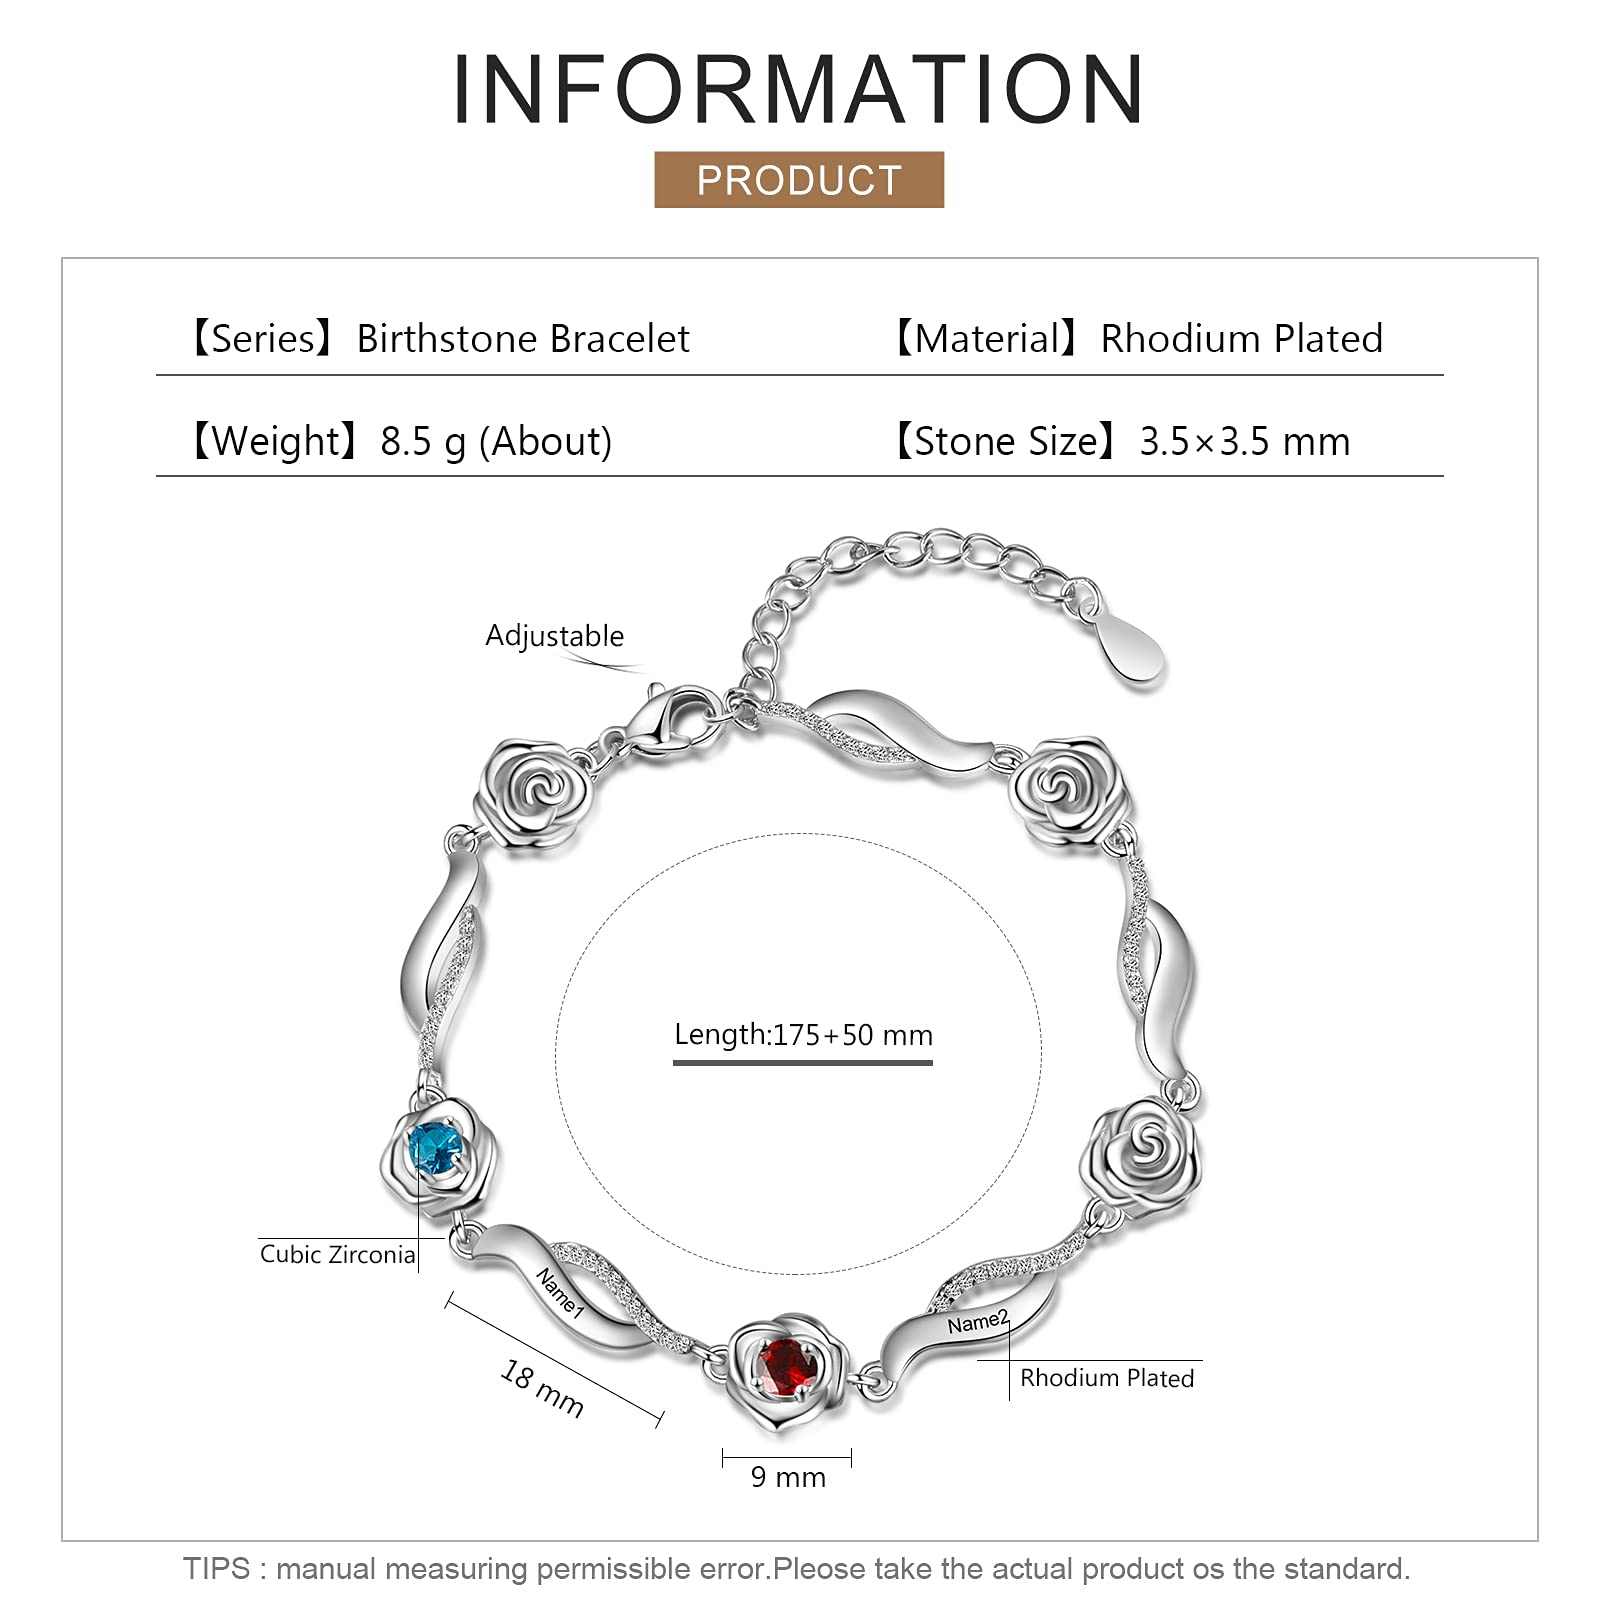 INFORMATION
PRODUCT
【Series】Birthstone Bracelet
【Material】Rhodium Plated
【Weight】8.5 g (About)
【Stone Size】3.5×3.5 mm
Adjustable
Length:175+50 mm
Cubic Zirconia
Name1
Name2
Rhodium Plated
18 mm
9 mm
TIPS : manual measuring permissible error.Please take the actual product os the standard.